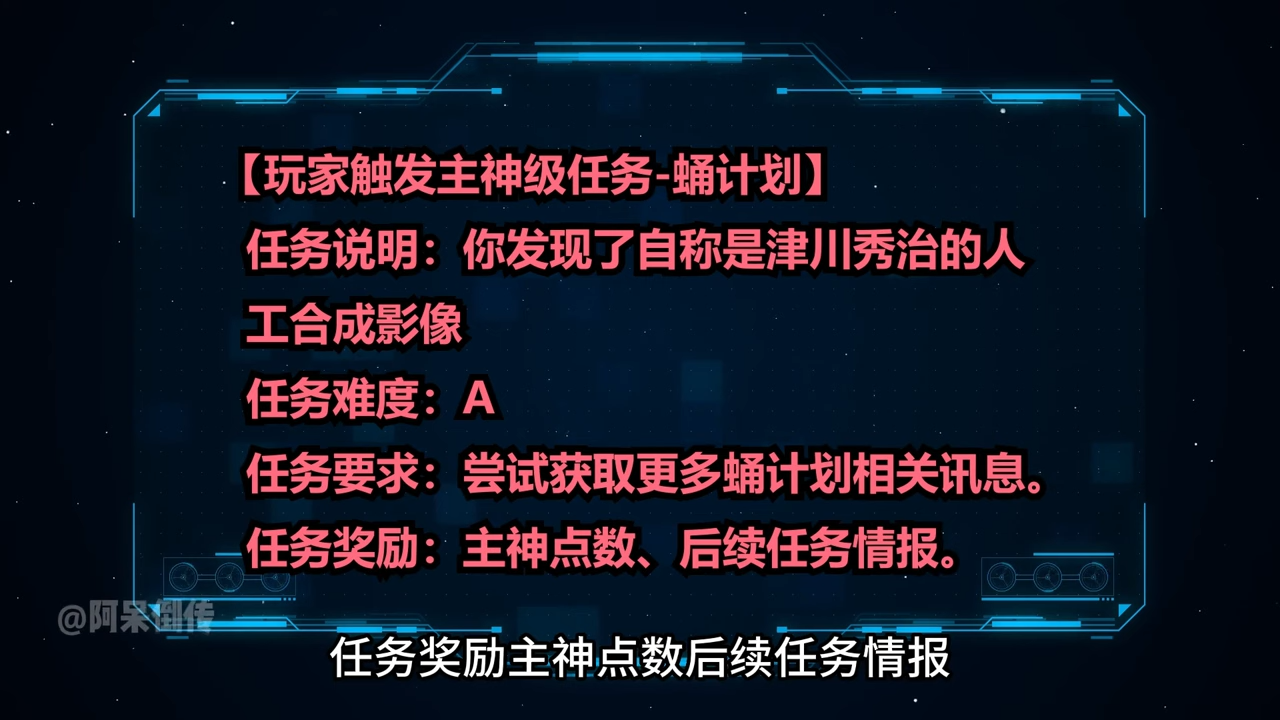 【玩家触发主神级任务-蛹计划】
任务说明：你发现了自称是津川秀治的人
工合成影像
任务难度：A
任务要求：尝试获取更多蛹计划相关讯息。
任务奖励：主神点数、后续任务情报。
@阿呆倒传
任务奖励主神点数后续任务情报